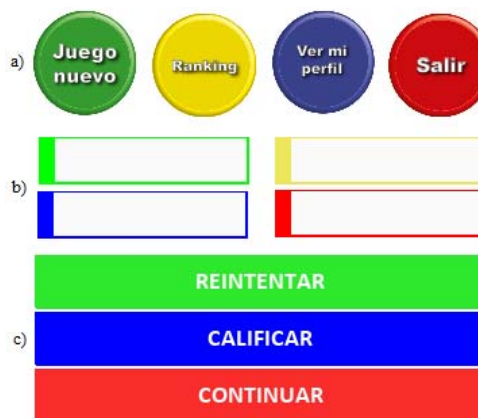 a)
Juego
nuevo
Ranking
Ver mi
perfil
Salir
b)
REINTENTAR
c)
CALIFICAR
CONTINUAR